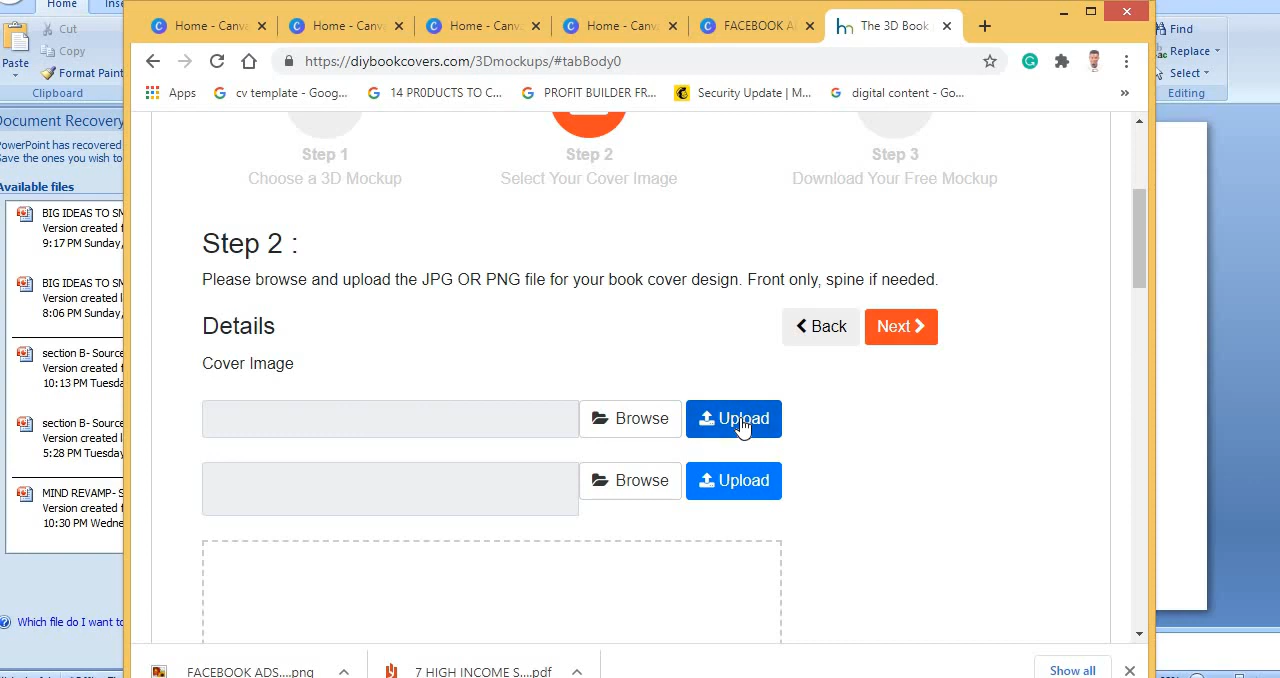 Home
Inse
Cut
Copy
Paste
Format Paint
Clipboard
Find
Replace
Select
Editing
Home - Canva
Home - Canva
Home - Canva
Home - Canva
FACEBOOK A
The 3D Book
https://diybookcovers.com/3Dmockups/#tabBody0
Apps
cv template - Goog...
14 PR0DUCTS TO C...
PROFIT BUILDER FR...
Security Update | M...
digital content - Go...
»
Document Recovery
PowerPoint has recovered
Save the ones you wish to
Available files
BIG IDEAS TO SM
Version created f
9:17 PM Sunday,
BIG IDEAS TO SM
Version created l
8:06 PM Sunday,
section B- Source
Version created f
10:13 PM Tuesda
section B- Source
Version created l
5:28 PM Tuesday
MIND REVAMP- S
Version created f
10:30 PM Wedne
Which file do I want to
Step 1
Choose a 3D Mockup
Step 2
Select Your Cover Image
Step 3
Download Your Free Mockup
Step 2 :
Please browse and upload the JPG OR PNG file for your book cover design. Front only, spine if needed.
Details
Back
Next
Cover Image
Browse
Upload
Browse
Upload
FACEBOOK ADS....png
7 HIGH INCOME S....pdf
Show all